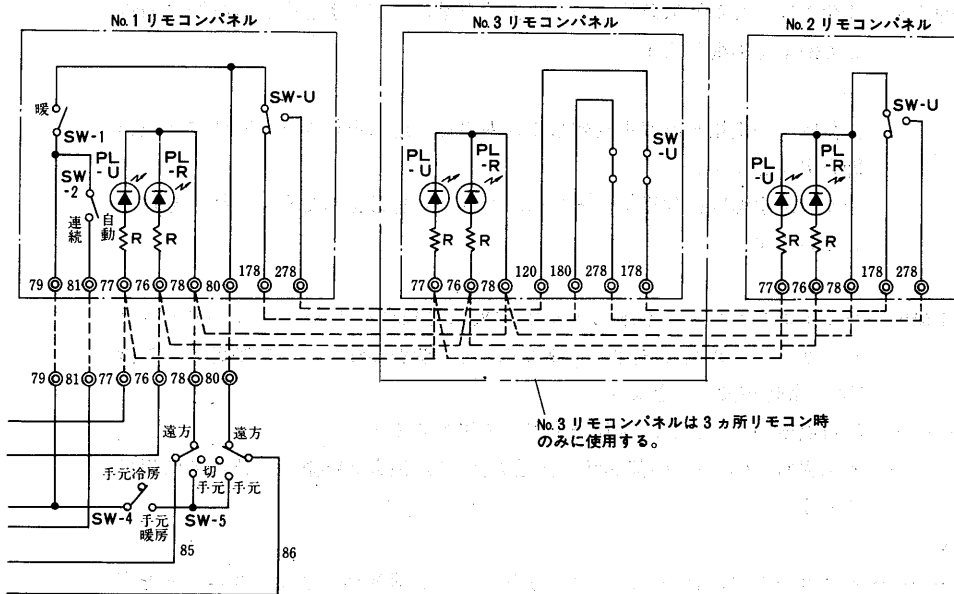 No.1 リモコンパネル
No.3 リモコンパネル
No.2 リモコンパネル
暖
SW-1
SW
-2
連続
自動
PL
-U
PL
-R
R
R
SW-U
79
81
77
76
78
80
178
278
PL
-U
PL
-R
R
R
SW
-U
77
76
78
120
180
278
178
PL
-U
PL
-R
R
R
SW-U
77
76
78
178
278
79
81
77
76
78
80
No.3 リモコンパネルは 3 ヵ所リモコン時
のみに使用する。
遠方
遠方
切
手元
手元
手元冷房
SW-4
手元
暖房
SW-5
85
86